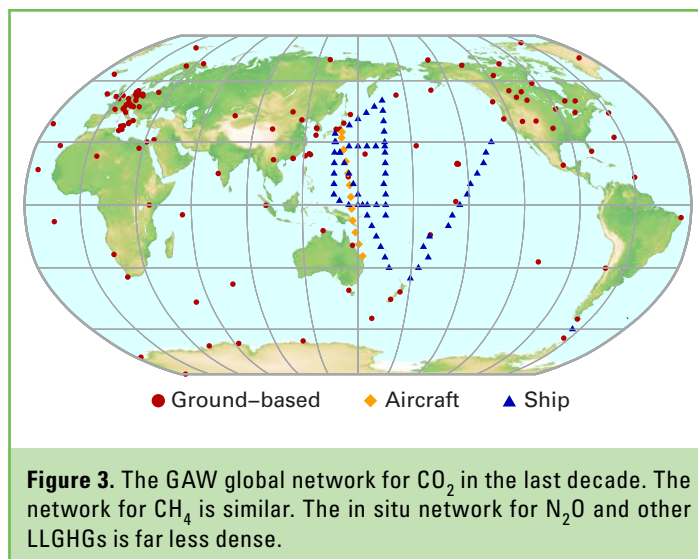 Ground–based Aircraft Ship
Figure 3. The GAW global network for CO₂ in the last decade. The
network for CH₄ is similar. The in situ network for N₂O and other
LLGHGs is far less dense.